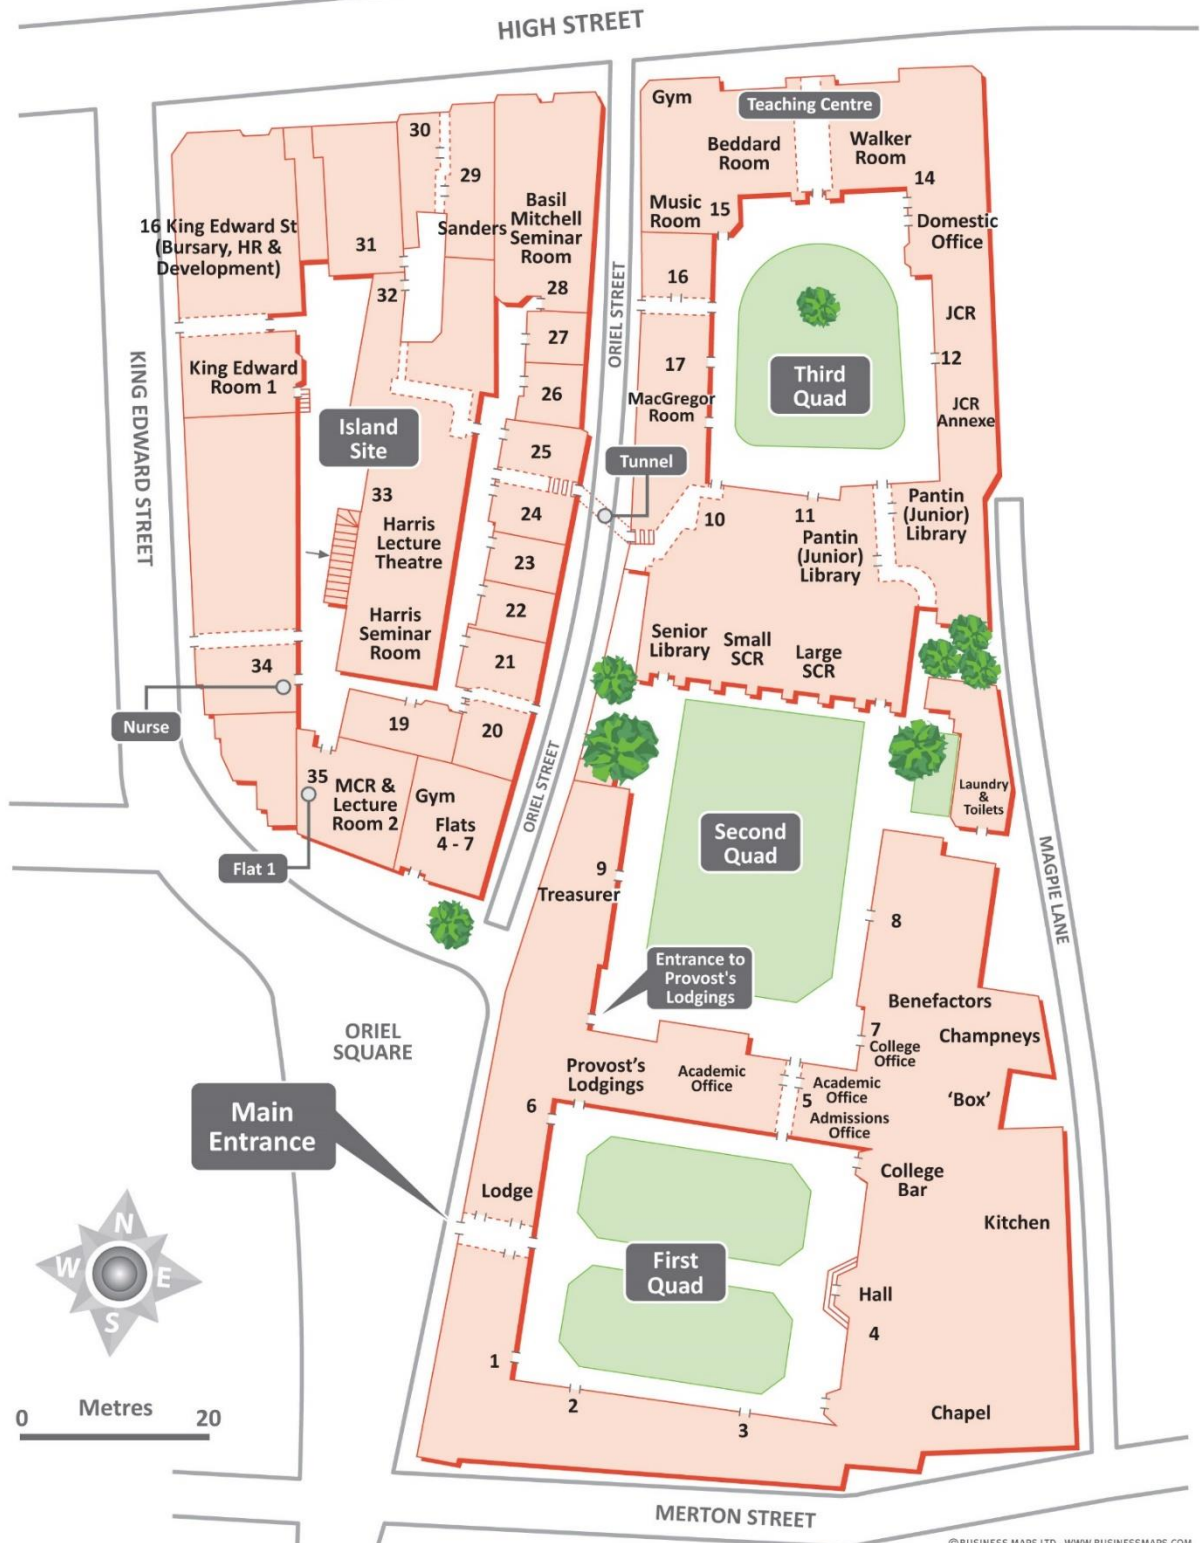 HIGH STREET
Gym
Teaching Centre
Beddard
Room
Walker
Room
14
Music
Room
15
Domestic
Office
16
JCR
12
17
MacGregor
Room
Third
Quad
JCR
Annexe
Tunnel
10
11
Pantin
(Junior)
Library
Pantin
(Junior)
Library
Senior
Library
Small
SCR
Large
SCR
30
29
Sanders
Basil
Mitchell
Seminar
Room
28
16 King Edward St
(Bursary, HR &
Development)
31
32
27
King Edward
Room 1
26
Island
Site
25
33
Harris
Lecture
Theatre
24
23
Harris
Seminar
Room
22
21
34
Nurse
19
20
35
MCR &
Lecture
Room 2
Gym
Flats
4 - 7
Flat 1
KING EDWARD STREET
ORIEL STREET
ORIEL STREET
Laundry
&
Toilets
Second
Quad
MAGPIE LANE
9
Treasurer
8
Entrance to
Provost's
Lodgings
Benefactors
7
College
Office
Champneys
ORIEL
SQUARE
Provost's
Lodgings
Academic
Office
5
Academic
Office
Admissions
Office
'Box'
6
Main
Entrance
Lodge
College
Bar
Kitchen
First
Quad
Hall
4
1
2
3
Chapel
N
W
E
S
Metres
0
20
MERTON STREET
© BUSINESS MAPS LTD WWW.BUSINESSMAPS.COM